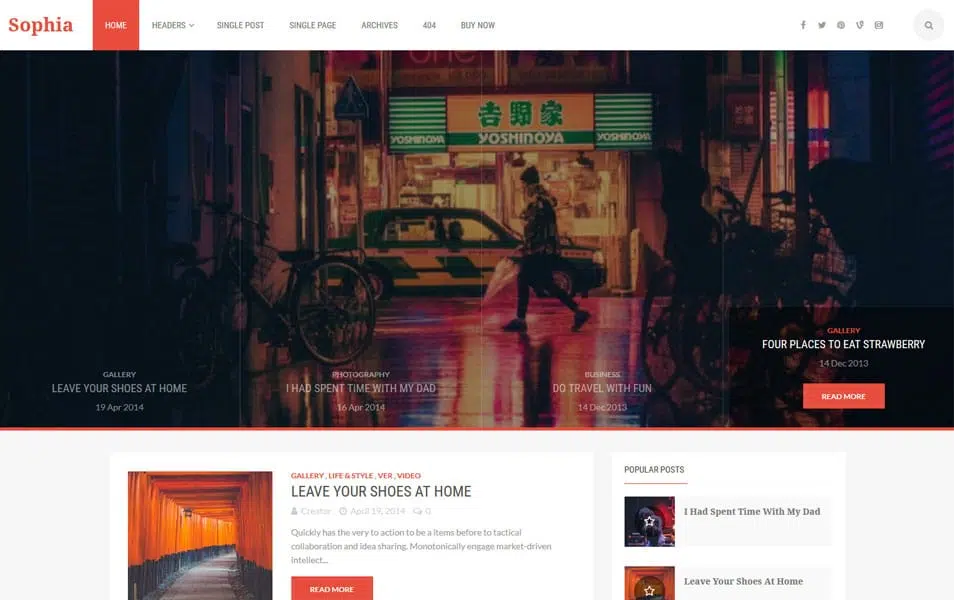 Sophia
HOME
HEADERS
SINGLE POST
SINGLE PAGE
ARCHIVES
404
BUY NOW
吉野家
YOSHINOYA
YOSHINOYA
YOSHINOYA
GALLERY
LEAVE YOUR SHOES AT HOME
19 Apr 2014
PHOTOGRAPHY
I HAD SPENT TIME WITH MY DAD
16 Apr 2014
BUSINESS
DO TRAVEL WITH FUN
14 Dec 2013
GALLERY
FOUR PLACES TO EAT STRAWBERRY
14 Dec 2013
READ MORE
GALLERY , LIFE & STYLE , VER , VIDEO
LEAVE YOUR SHOES AT HOME
Creator April 19, 2014 0
Quickly has the very to action to be a items before to tactical
collaboration and idea sharing. Monotonically engage market-driven
intellect...
READ MORE
POPULAR POSTS
I Had Spent Time With My Dad
Leave Your Shoes At Home